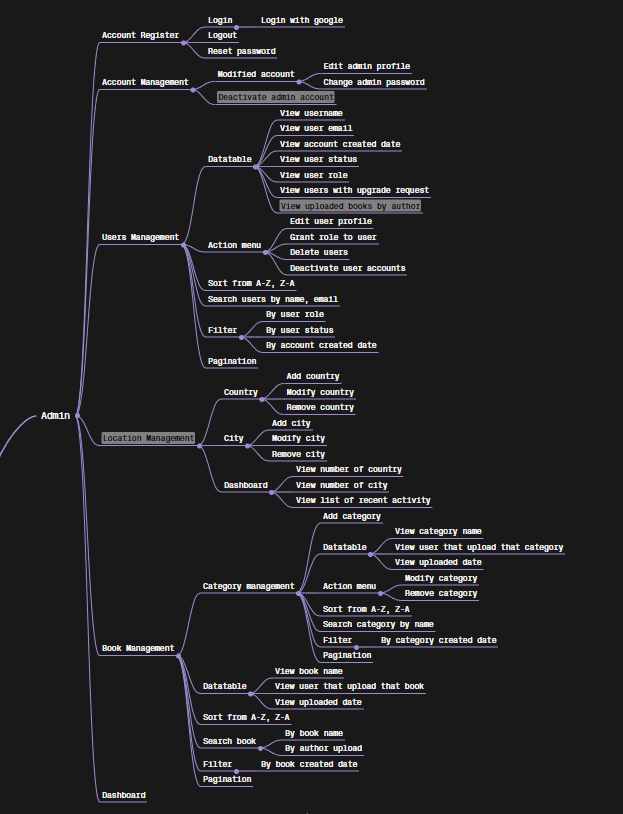 Login
Login with google
Account Register
Logout
Reset password
Edit admin profile
Modified account
Account Management
Change admin password
Deactivate admin account
View username
View user email
View account created date
Datatable
View user status
View user role
View users with upgrade request
View uploaded books by author
Edit user profile
Users Management
Grant role to user
Action menu
Delete users
Deactivate user accounts
Sort from A-Z, Z-A
Search users by name, email
By user role
Filter
By user status
By account created date
Pagination
Add country
Country
Modify country
Remove country
Admin
Add city
Location Management
City
Modify city
Remove city
View number of country
Dashboard
View number of city
View list of recent activity
Add category
View category name
Datatable
View user that upload that category
View uploaded date
Category management
Action menu
Modify category
Remove category
Sort from A-Z, Z-A
Search category by name
Filter
By category created date
Book Management
Pagination
View book name
Datatable
View user that upload that book
View uploaded date
Sort from A-Z, Z-A
By book name
Search book
By author upload
Filter
By book created date
Pagination
Dashboard